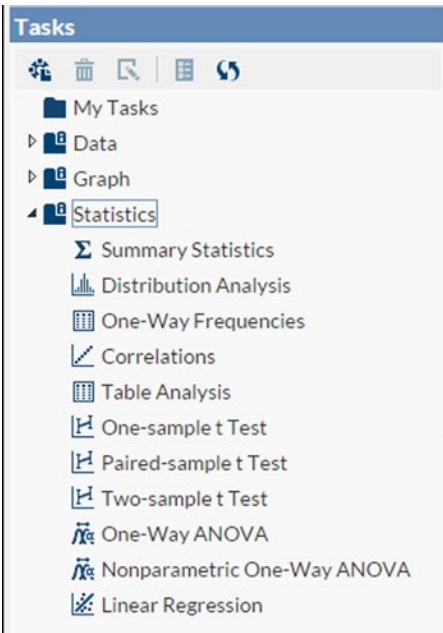 Tasks
My Tasks
Data
Graph
Statistics
Summary Statistics
Distribution Analysis
One-Way Frequencies
Correlations
Table Analysis
One-sample t Test
Paired-sample t Test
Two-sample t Test
One-Way ANOVA
Nonparametric One-Way ANOVA
Linear Regression